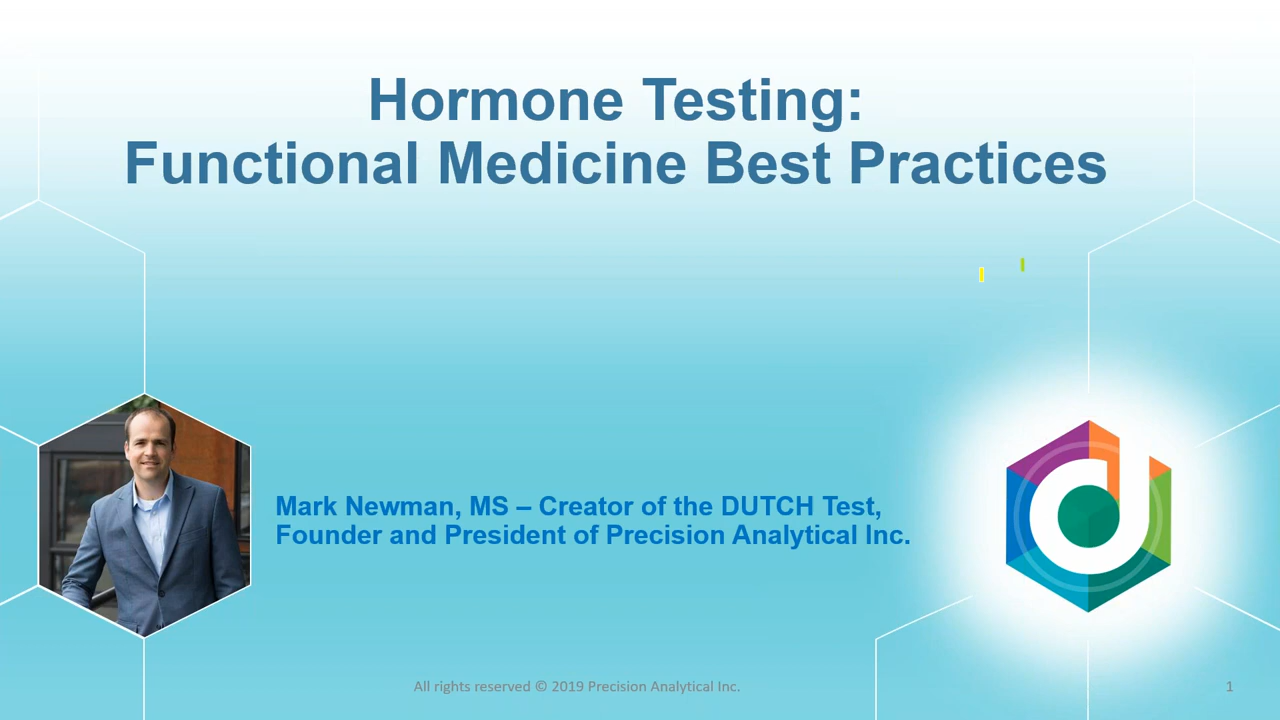 Hormone Testing:
Functional Medicine Best Practices
Mark Newman, MS – Creator of the DUTCH Test,
Founder and President of Precision Analytical Inc.
All rights reserved © 2019 Precision Analytical Inc.
1